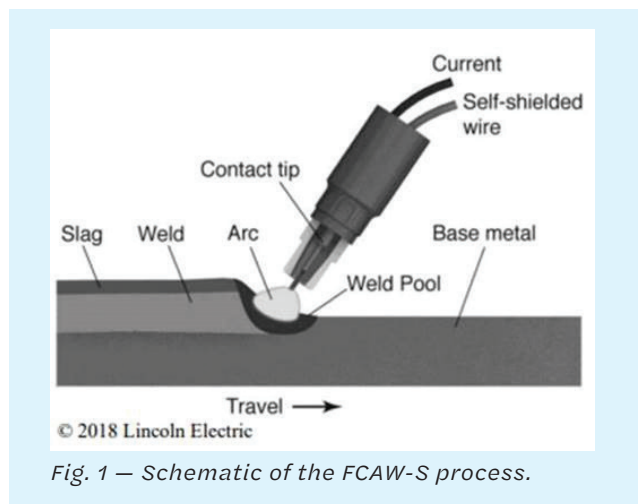 Current
Self-shielded
wire
Contact tip
Slag
Weld
Arc
Base metal
Weld Pool
Travel
© 2018 Lincoln Electric
Fig. 1 — Schematic of the FCAW-S process.